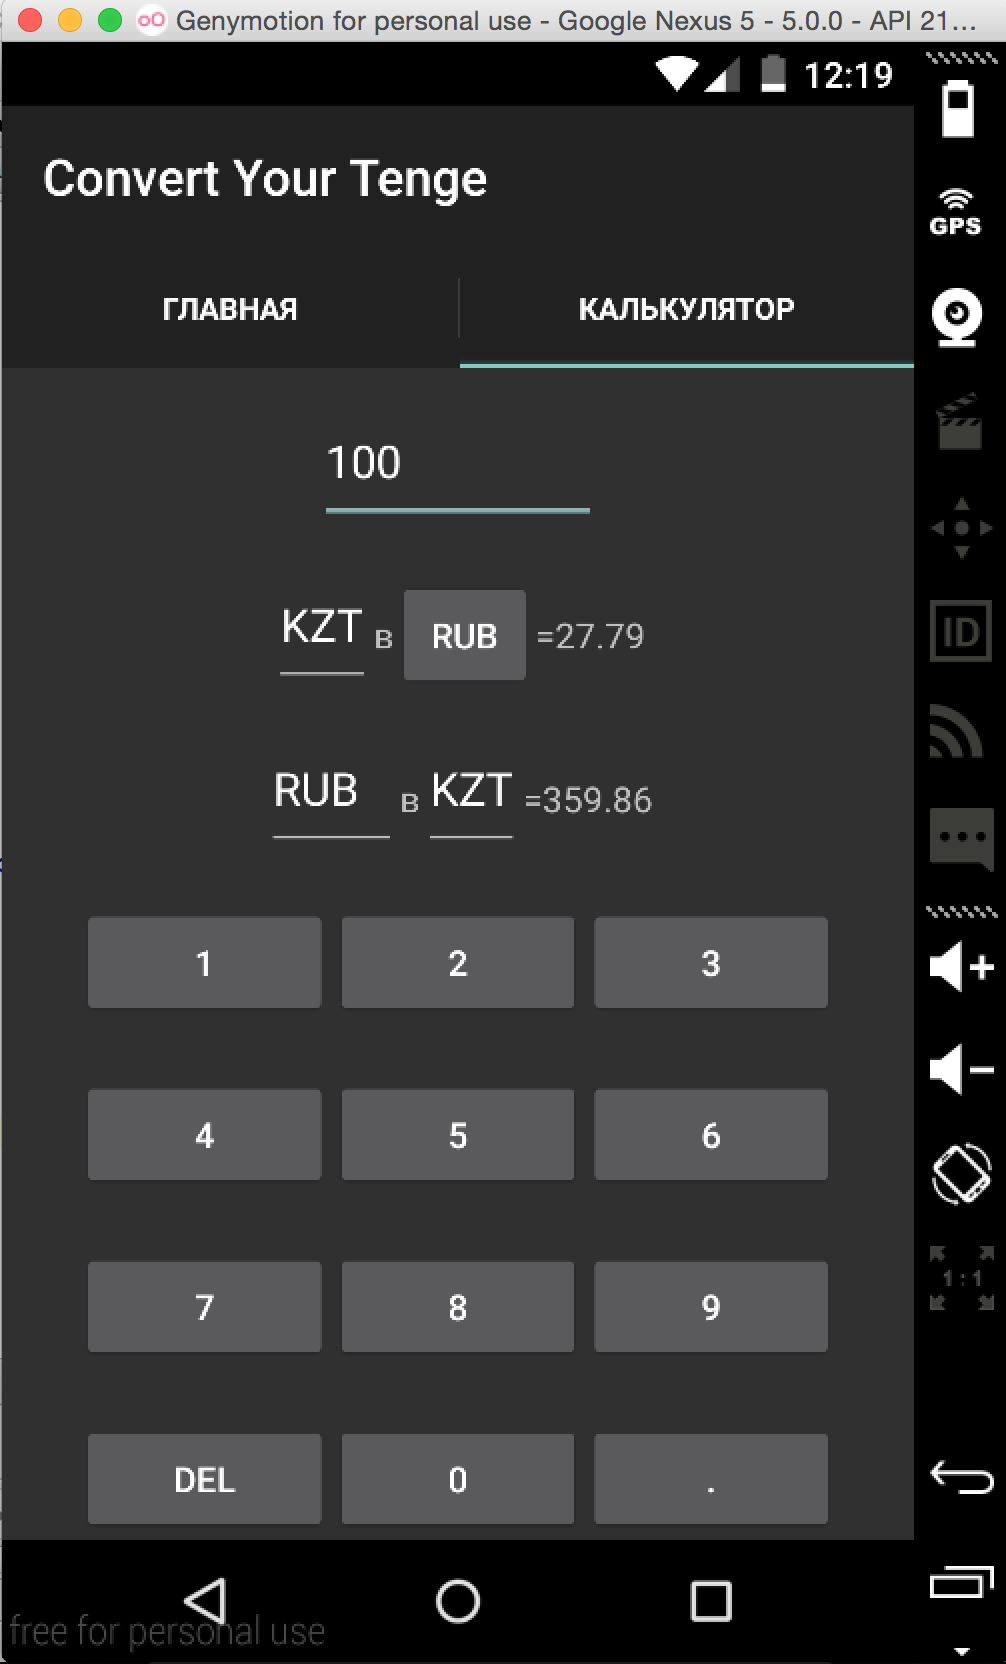 Genymotion for personal use - Google Nexus 5 - 5.0.0 - API 21...
12:19
Convert Your Tenge
GPS
ГЛАВНАЯ КАЛЬКУЛЯТОР
100
KZT в RUB =27.79
ID
RUB в KZT =359.86
1 2 3
4 5 6
7 8 9
1 : 1
DEL 0 .
free for personal use